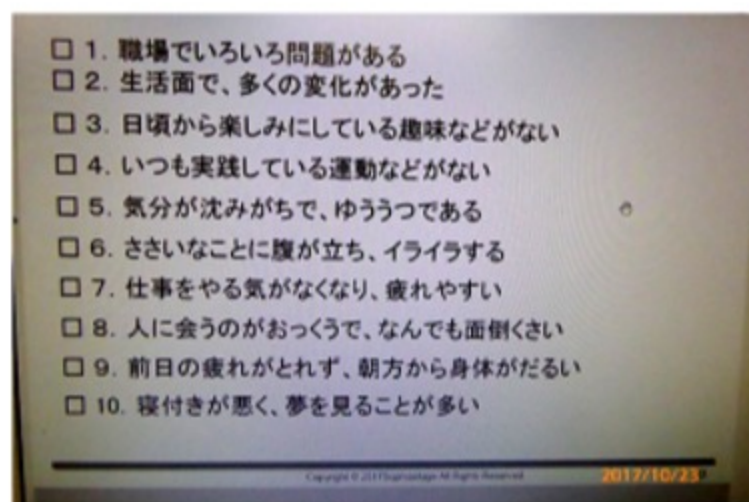 □ 1. 職場でいろいろ問題がある
□ 2. 生活面で、多くの変化があった
□ 3. 日頃から楽しみにしている趣味などがない
□ 4. いつも実践している運動などがない
□ 5. 気分が沈みがちで、ゆううつである
□ 6. ささいなことに腹が立ち、イライラする
□ 7. 仕事をやる気がなくなり、疲れやすい
□ 8. 人に会うのがおっくうで、なんでも面倒くさい
□ 9. 前日の疲れがとれず、朝方から身体がだるい
□ 10. 寝付きが悪く、夢を見ることが多い
Copyright © All Rights Reserved
2017/10/23